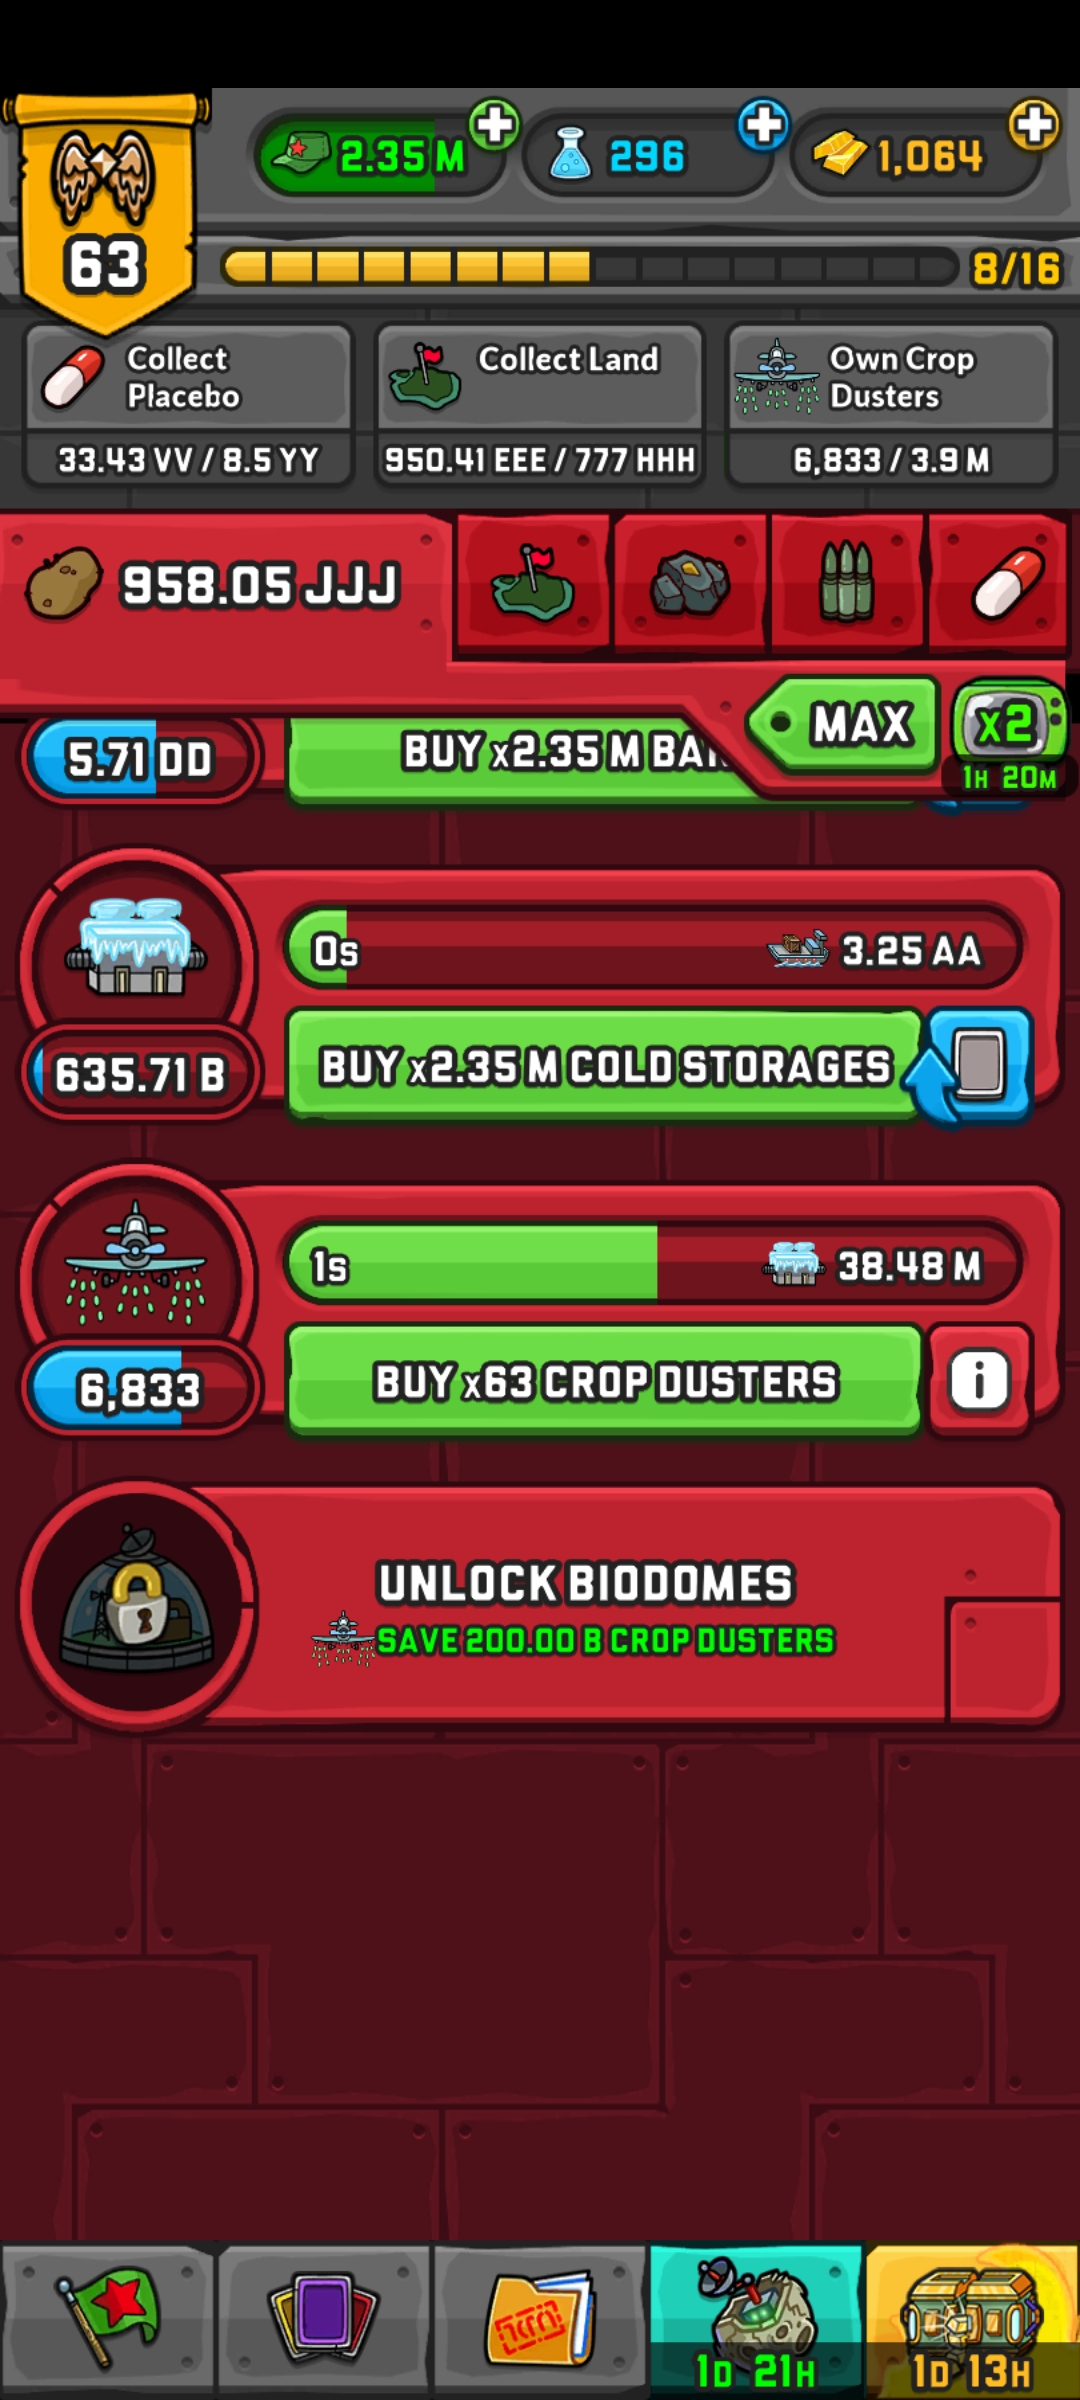 2.35 M
296
1,064
63
8/16
Collect
Placebo
33.43 VV / 8.5 YY
Collect Land
950.41 EEE / 777 HHH
Own Crop
Dusters
6,833 / 3.9 M
958.05 JJJ
MAX
x2
1H 20M
5.71 DD
BUY x2.35 M
0s
3.25 AA
635.71 B
BUY x2.35 M COLD STORAGES
1s
38.48 M
6,833
BUY x63 CROP DUSTERS
i
UNLOCK BIODOMES
SAVE 200.00 B CROP DUSTERS
1D 21H
1D 13H